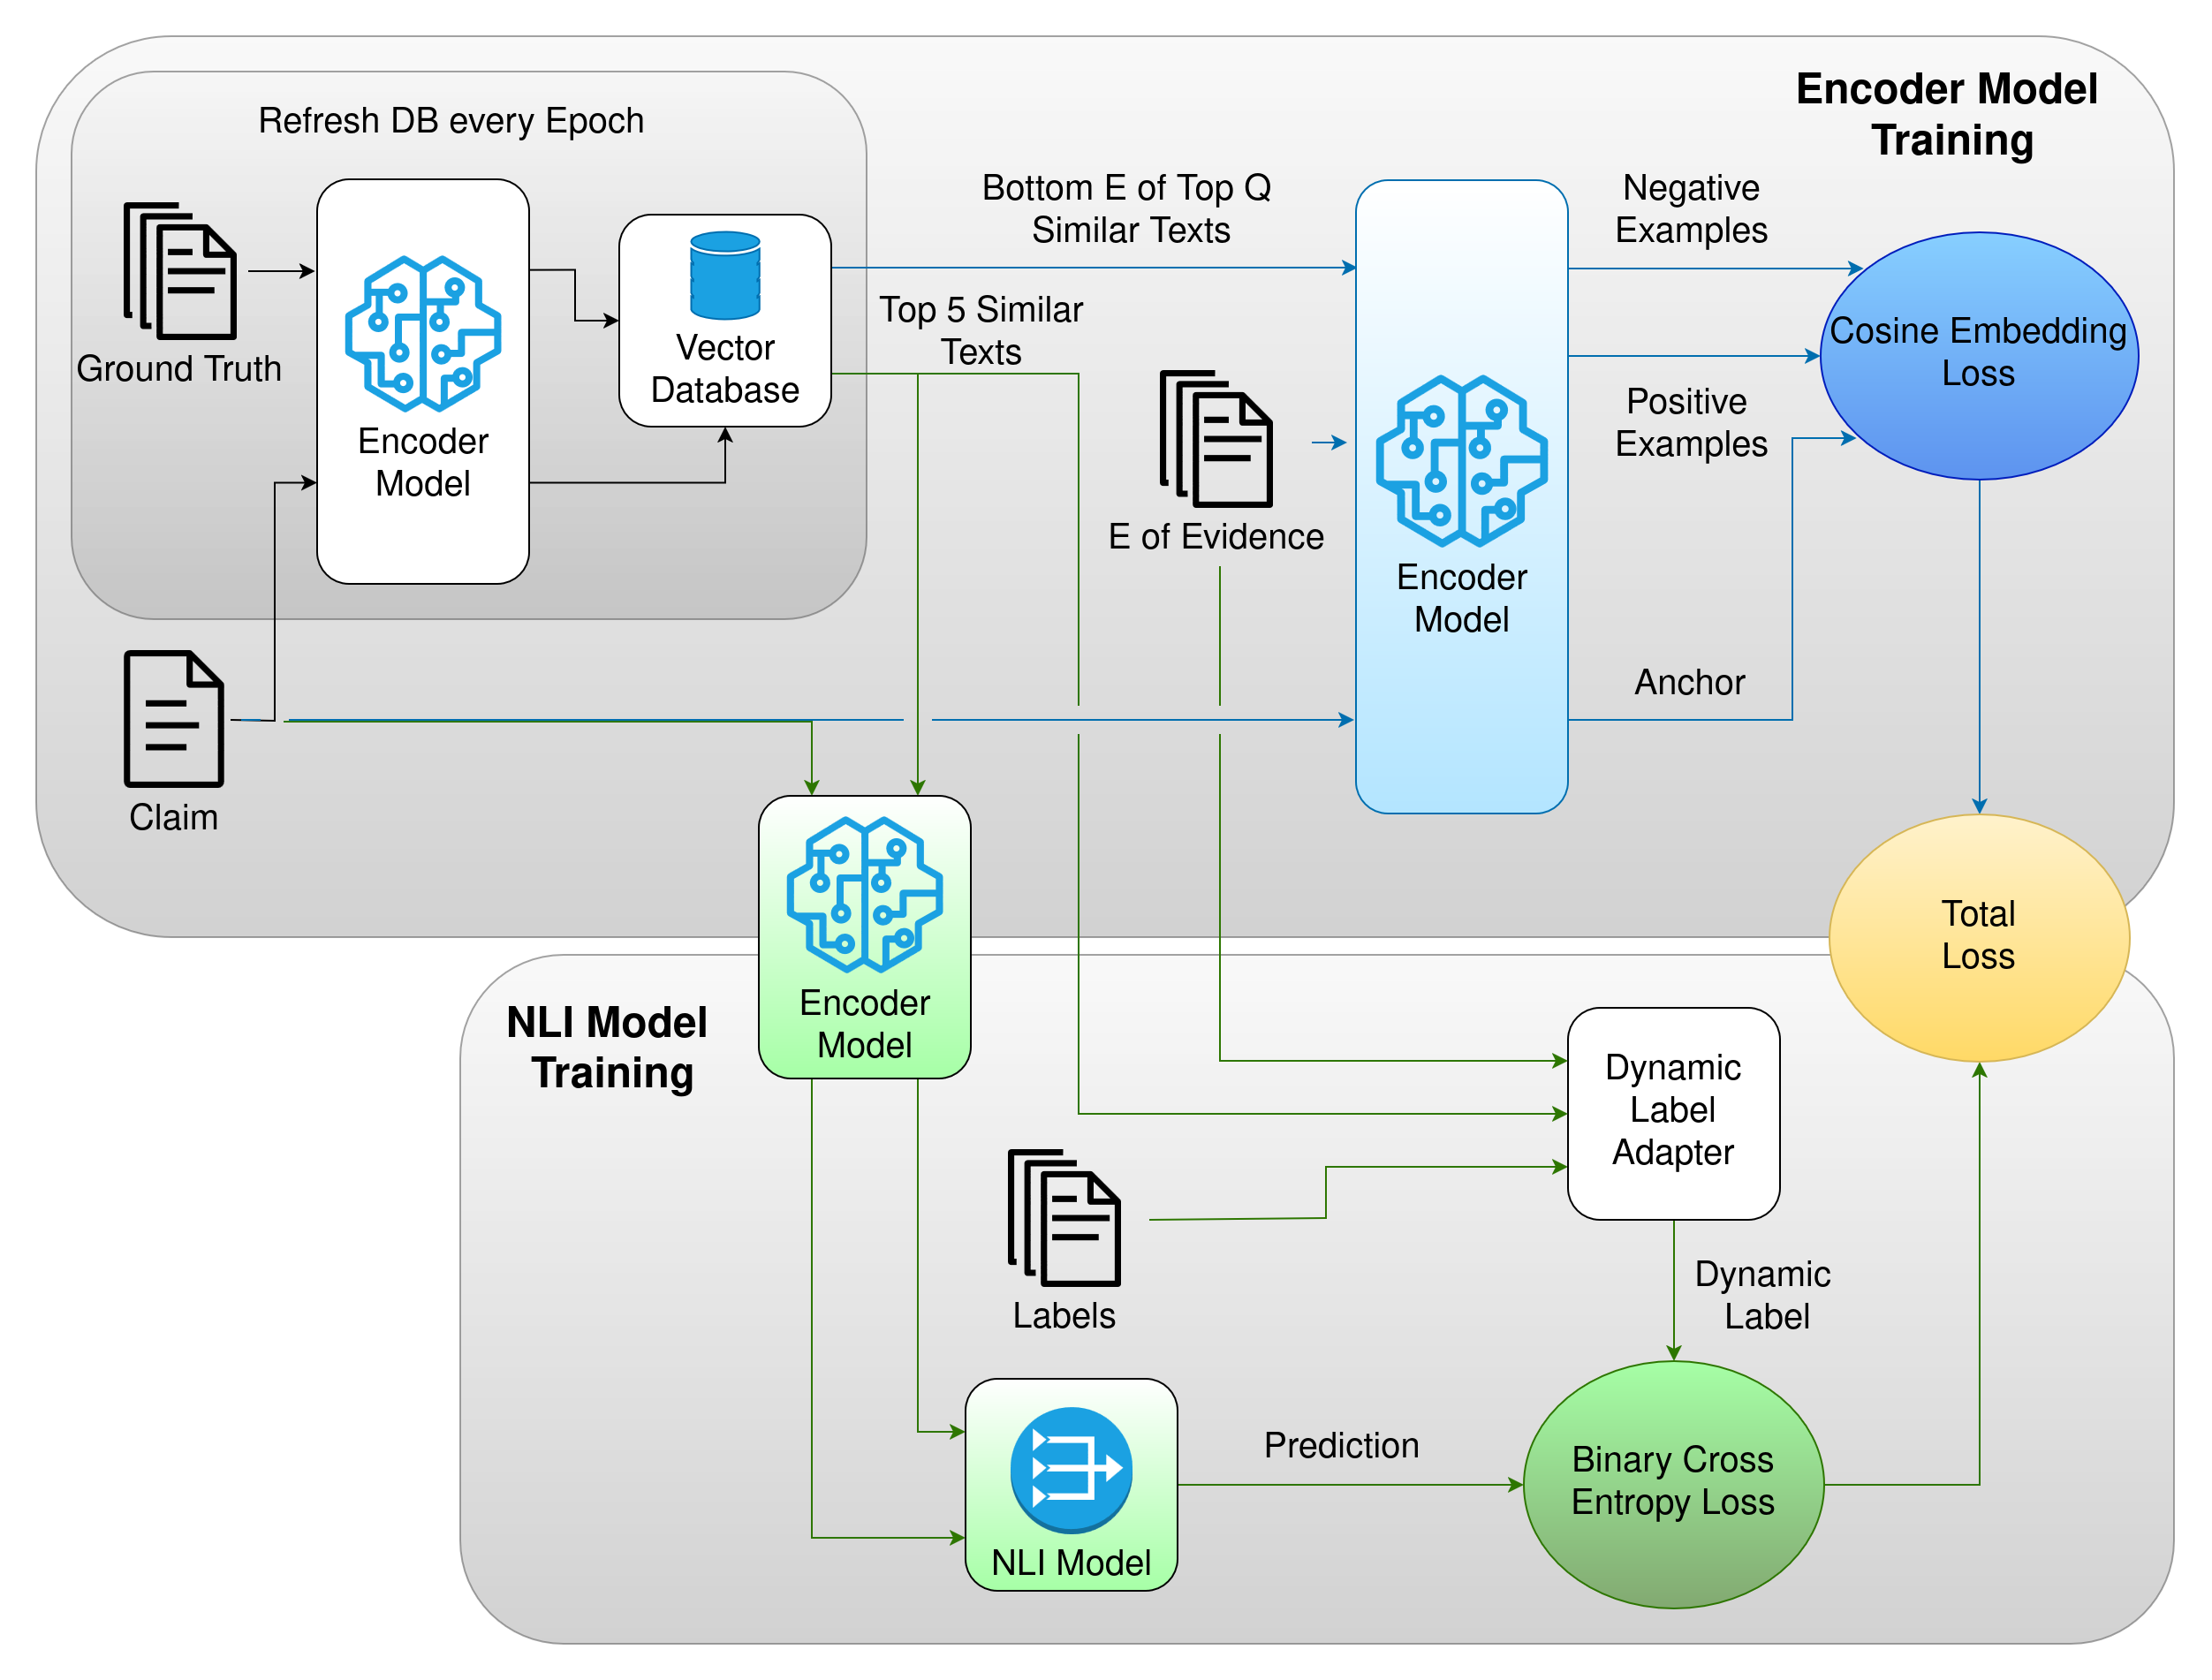 Encoder Model
Training
Refresh DB every Epoch
Ground Truth
Encoder
Model
Vector
Database
Bottom E of Top Q
Similar Texts
Top 5 Similar
Texts
E of Evidence
Encoder
Model
Negative
Examples
Positive
Examples
Anchor
Cosine Embedding
Loss
Claim
Total
Loss
Encoder
Model
NLI Model
Training
Dynamic
Label
Adapter
Labels
Dynamic
Label
NLI Model
Prediction
Binary Cross
Entropy Loss